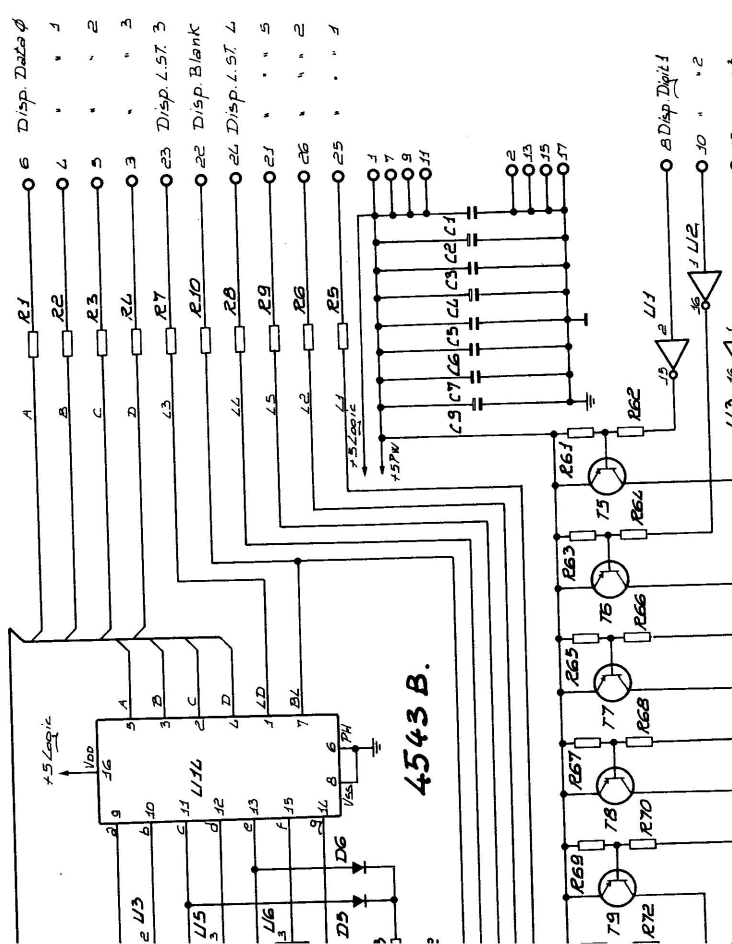 6 Disp. Data ø
4 " " 1
5 " " 2
3 " " 3
23 Disp. L.ST. 3
22 Disp. Blank
24 Disp. L.ST. 4
21 " " " 5
26 " " " 2
25 " " " 1
1
7
9
11
2
13
15
17
8 Disp. Digit 1
10 " " 2
R1
R2
R3
R4
R7
R10
R8
R9
R6
R5
A
B
C
D
L3
L4
L5
L2
L1
C1
C2
C3
C4
C5
C6
C7
C9
+5Logic
+5PW
U1
2
15
U2
1
16
U3
16
R61
R62
T5
R63
R64
T6
R65
R66
T7
R67
R68
T8
R69
R70
T9
R72
+5Logic
VDD
16
U14
5 A
3 B
2 C
4 D
1 LD
7 BL
6 PH
8 VSS
a 9
b 10
c 11
d 12
e 13
f 15
g 14
4543 B.
U3
2
U5
3
U6
3
D5
D6